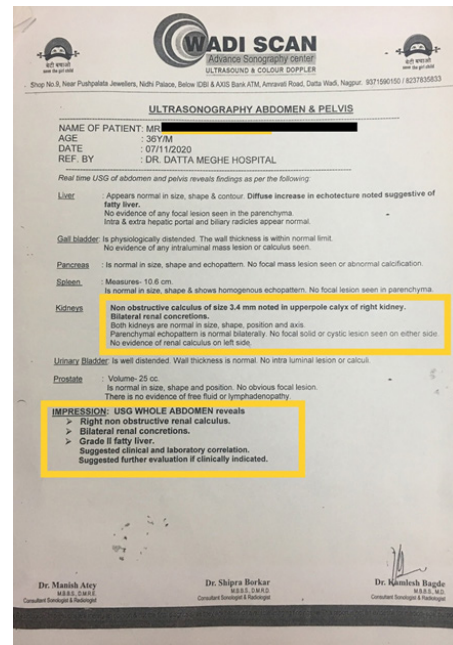 WADI SCAN
Advance Sonography center
ULTRASOUND & COLOUR DOPPLER
बेटी बचाओ
save the girl child
बेटी बचाओ
save the girl child
Shop No.9, Near Pushpalata Jewellers, Nidhi Palace, Below IDBI & AXIS Bank ATM, Amravati Road, Datta Wadi, Nagpur. 9371590150 / 8237835833
ULTRASONOGRAPHY ABDOMEN & PELVIS
NAME OF PATIENT: MR
AGE : 36Y/M
DATE : 07/11/2020
REF. BY : DR. DATTA MEGHE HOSPITAL
Real time USG of abdomen and pelvis reveals findings as per the following:
Liver : Appears normal in size, shape & contour. Diffuse increase in echotecture noted suggestive of
fatty liver.
No evidence of any focal lesion seen in the parenchyma.
Intra & extra hepatic portal and biliary radicles appear normal.
Gall bladder: Is physiologically distended. The wall thickness is within normal limit.
No evidence of any intraluminal mass lesion or calculus seen.
Pancreas : Is normal in size, shape and echopattern. No focal mass lesion seen or abnormal calcification.
Spleen : Measures- 10.6 cm.
Is normal in size, shape & shows homogenous echopattern. No focal lesion seen in parenchyma.
Kidneys Non obstructive calculus of size 3.4 mm noted in upperpole calyx of right kidney.
Bilateral renal concretions.
Both kidneys are normal in size, shape, position and axis.
Parenchymal echopattern is normal bilaterally. No focal solid or cystic lesion seen on either side.
No evidence of renal calculus on left side.
Urinary Bladder: Is well distended. Wall thickness is normal. No intra luminal lesion or calculi.
Prostate : Volume- 25 cc.
Is normal in size, shape and position. No obvious focal lesion.
There is no evidence of free fluid or lymphadenopathy.
IMPRESSION: USG WHOLE ABDOMEN reveals
➢ Right non obstructive renal calculus.
➢ Bilateral renal concretions.
➢ Grade II fatty liver.
Suggested clinical and laboratory correlation.
Suggested further evaluation if clinically indicated.
Dr. Manish Atey
M.B.B.S., D.M.R.E.
Consultant Sonologist & Radiologist
Dr. Shipra Borkar
M.B.B.S., D.M.R.D.
Consultant Sonologist & Radiologist
Dr. Kamlesh Bagde
M.B.B.S., M.D.
Consultant Sonologist & Radiologist